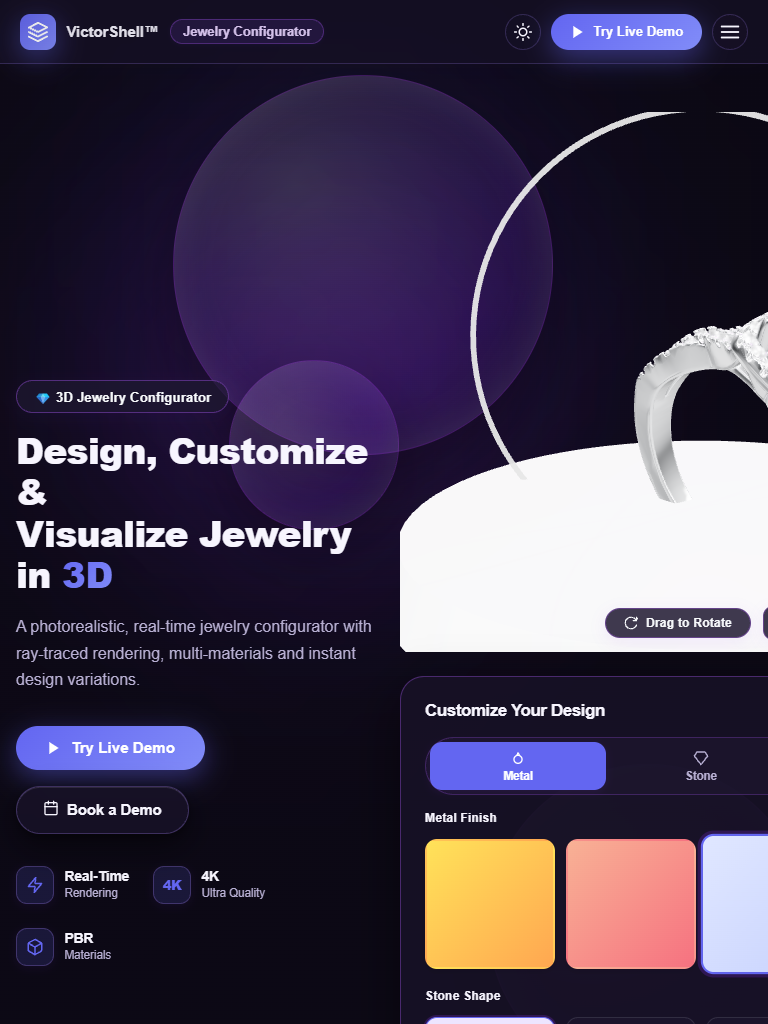 VictorShell™
Jewelry Configurator
Try Live Demo
3D Jewelry Configurator
Design, Customize
&
Visualize Jewelry
in 3D
A photorealistic, real-time jewelry configurator with
ray-traced rendering, multi-materials and instant
design variations.
Try Live Demo
Book a Demo
Real-Time
Rendering
4K
4K
Ultra Quality
PBR
Materials
Drag to Rotate
Customize Your Design
Metal
Stone
Metal Finish
Stone Shape